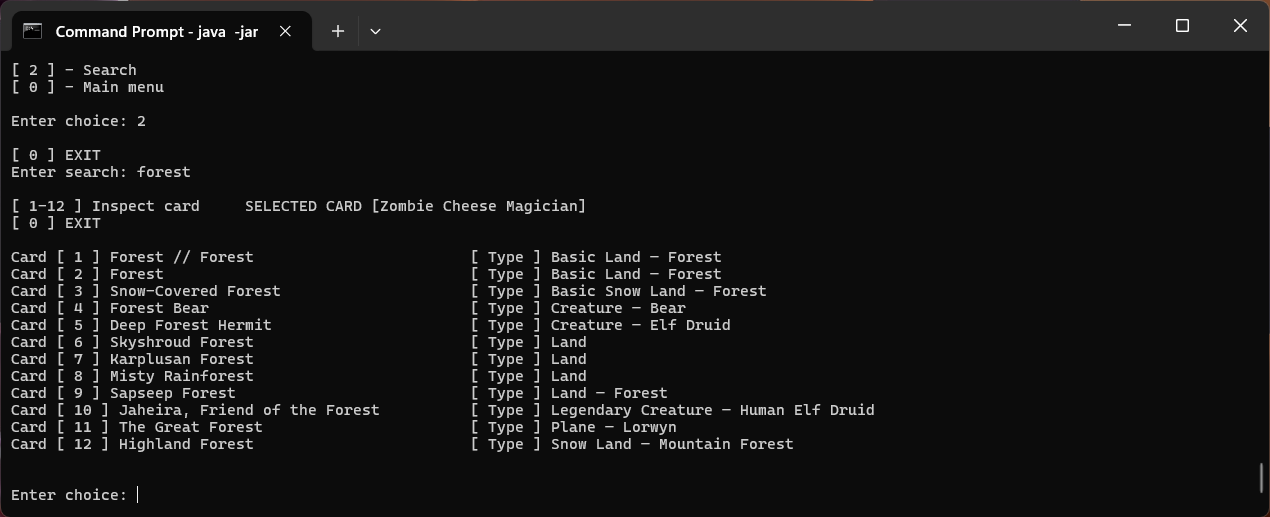 Command Prompt - java  -jar
[ 2 ] - Search
[ 0 ] - Main menu
Enter choice: 2
[ 0 ] EXIT
Enter search: forest
[ 1-12 ] Inspect card     SELECTED CARD [Zombie Cheese Magician]
[ 0 ] EXIT
Card [ 1 ] Forest // Forest                        [ Type ] Basic Land — Forest
Card [ 2 ] Forest                                  [ Type ] Basic Land — Forest
Card [ 3 ] Snow-Covered Forest                     [ Type ] Basic Snow Land — Forest
Card [ 4 ] Forest Bear                             [ Type ] Creature — Bear
Card [ 5 ] Deep Forest Hermit                      [ Type ] Creature — Elf Druid
Card [ 6 ] Skyshroud Forest                        [ Type ] Land
Card [ 7 ] Karplusan Forest                        [ Type ] Land
Card [ 8 ] Misty Rainforest                        [ Type ] Land
Card [ 9 ] Sapseep Forest                          [ Type ] Land — Forest
Card [ 10 ] Jaheira, Friend of the Forest          [ Type ] Legendary Creature — Human Elf Druid
Card [ 11 ] The Great Forest                       [ Type ] Plane — Lorwyn
Card [ 12 ] Highland Forest                        [ Type ] Snow Land — Mountain Forest
Enter choice: